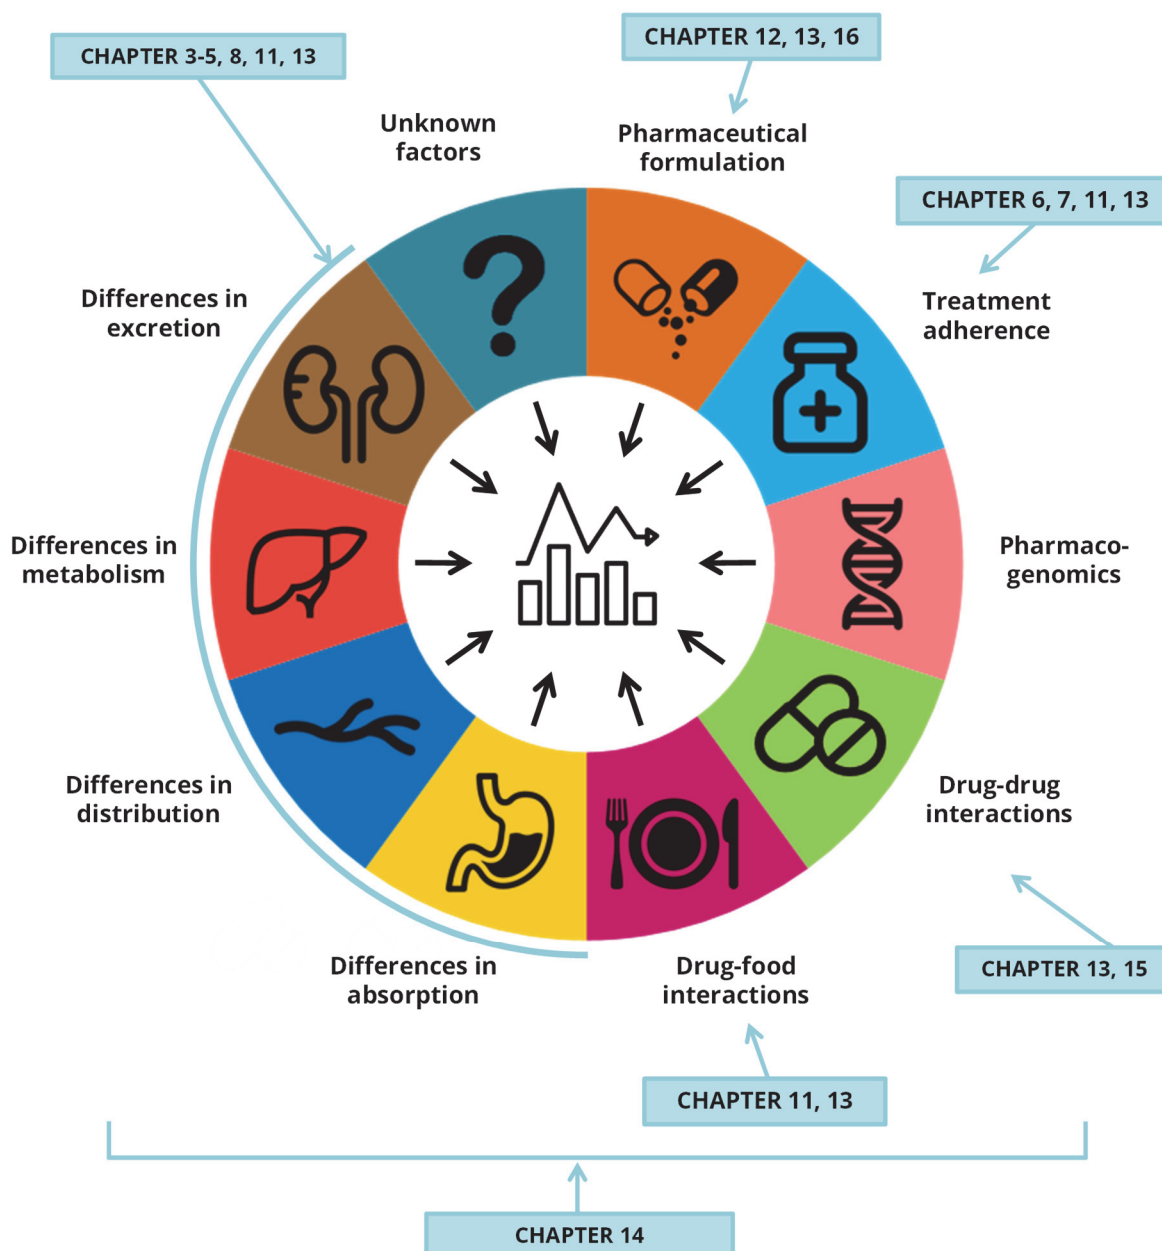 CHAPTER 3-5, 8, 11, 13
CHAPTER 12, 13, 16
Unknown
factors
Pharmaceutical
formulation
CHAPTER 6, 7, 11, 13
Differences in
excretion
Treatment
adherence
Differences in
metabolism
Pharmaco-
genomics
Differences in
distribution
Drug-drug
interactions
Differences in
absorption
Drug-food
interactions
CHAPTER 13, 15
CHAPTER 11, 13
CHAPTER 14